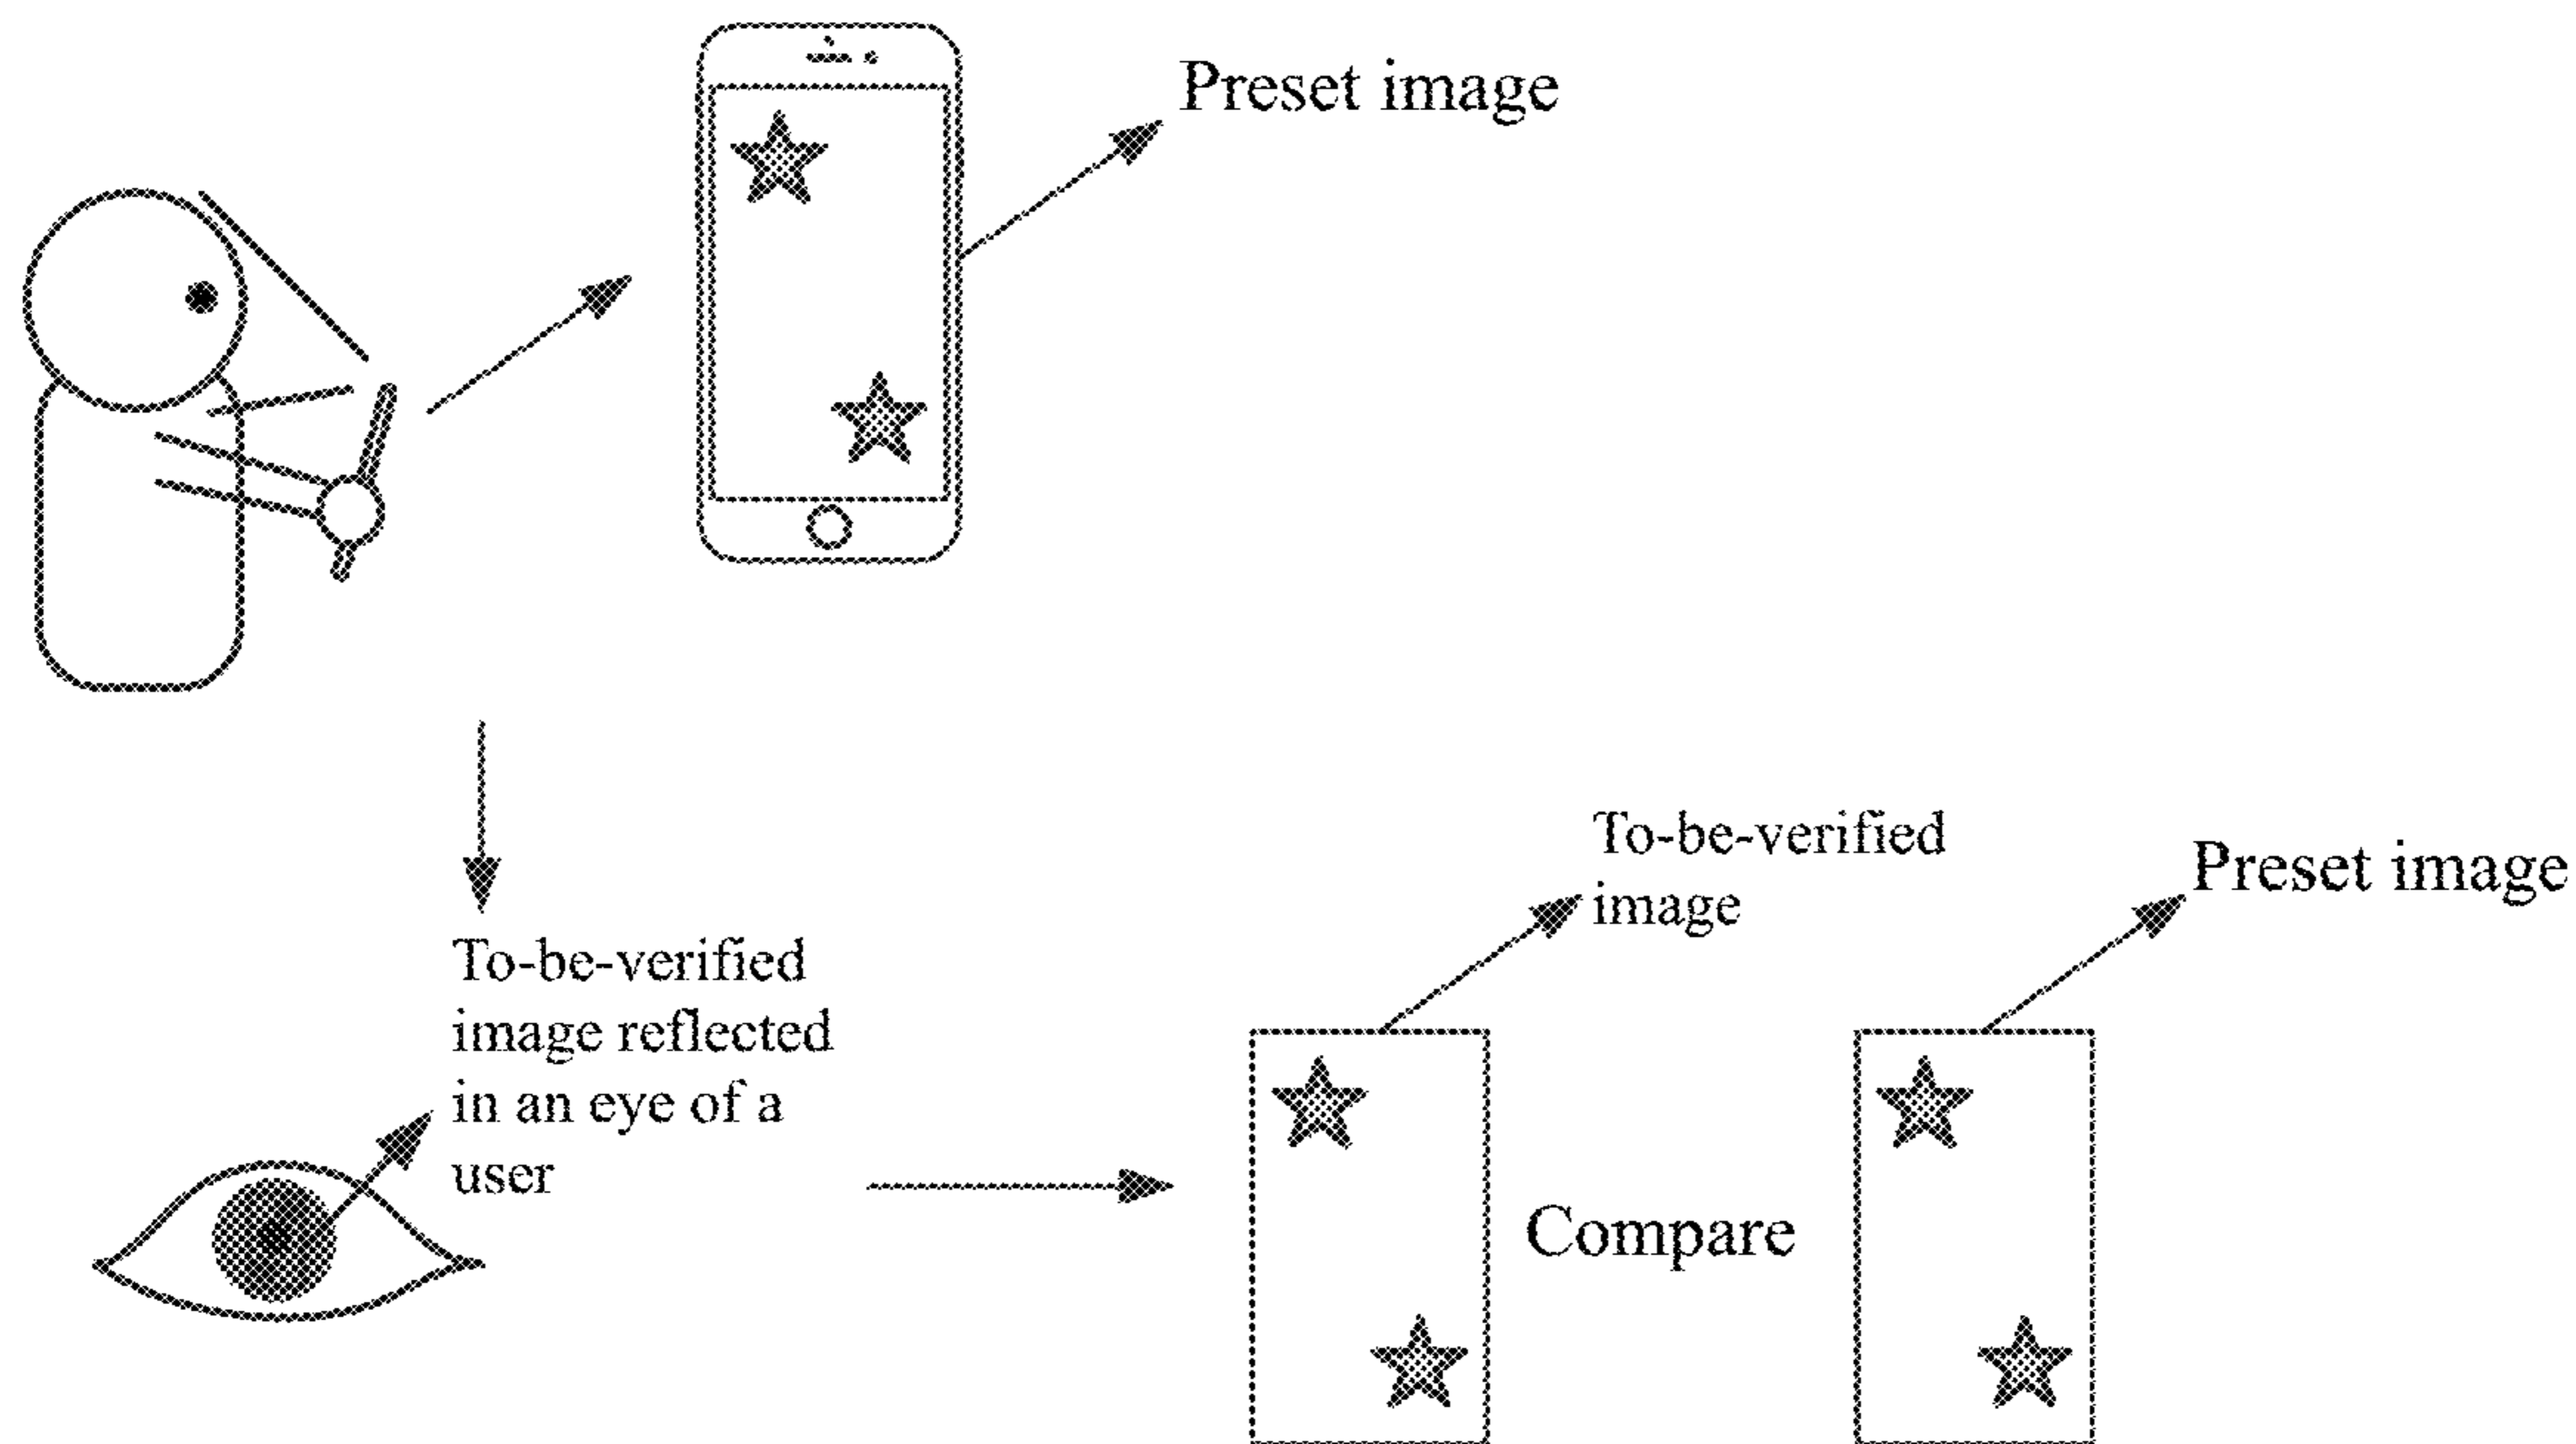 Preset image
To-be-verified
image
Preset image
To-be-verified
image reflected
in an eye of a
user
Compare